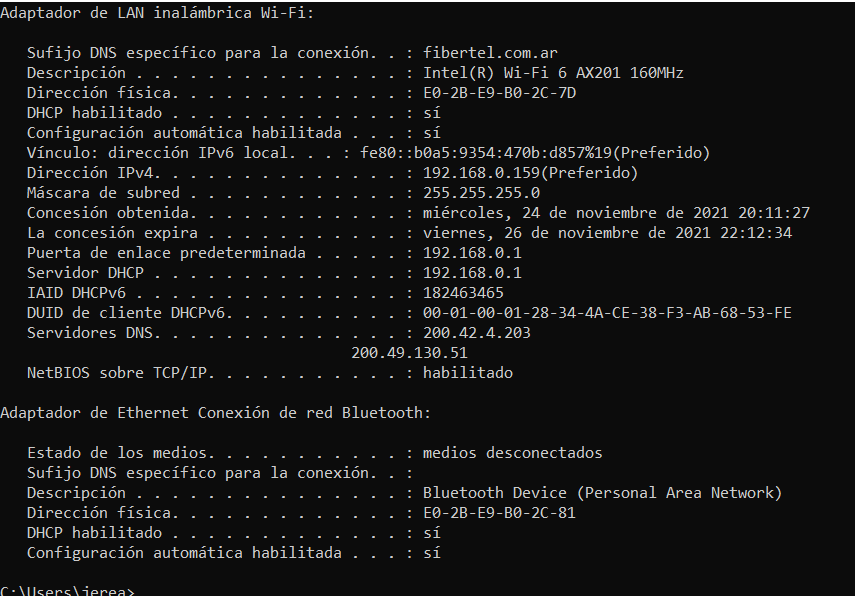 Adaptador de LAN inalámbrica Wi-Fi:
Sufijo DNS específico para la conexión. . : fibertel.com.ar
Descripción . . . . . . . . . . . . . . . : Intel(R) Wi-Fi 6 AX201 160MHz
Dirección física. . . . . . . . . . . . . : E0-2B-E9-B0-2C-7D
DHCP habilitado . . . . . . . . . . . . . : sí
Configuración automática habilitada . . . : sí
Vínculo: dirección IPv6 local. . . : fe80::b0a5:9354:470b:d857%19(Preferido)
Dirección IPv4. . . . . . . . . . . . . . : 192.168.0.159(Preferido)
Máscara de subred . . . . . . . . . . . . : 255.255.255.0
Concesión obtenida. . . . . . . . . . . . : miércoles, 24 de noviembre de 2021 20:11:27
La concesión expira . . . . . . . . . . . : viernes, 26 de noviembre de 2021 22:12:34
Puerta de enlace predeterminada . . . . . : 192.168.0.1
Servidor DHCP . . . . . . . . . . . . . . : 192.168.0.1
IAID DHCPv6 . . . . . . . . . . . . . . . : 182463465
DUID de cliente DHCPv6. . . . . . . . . . : 00-01-00-01-28-34-4A-CE-38-F3-AB-68-53-FE
Servidores DNS. . . . . . . . . . . . . . : 200.42.4.203
200.49.130.51
NetBIOS sobre TCP/IP. . . . . . . . . . . : habilitado
Adaptador de Ethernet Conexión de red Bluetooth:
Estado de los medios. . . . . . . . . . . : medios desconectados
Sufijo DNS específico para la conexión. . :
Descripción . . . . . . . . . . . . . . . : Bluetooth Device (Personal Area Network)
Dirección física. . . . . . . . . . . . . : E0-2B-E9-B0-2C-81
DHCP habilitado . . . . . . . . . . . . . : sí
Configuración automática habilitada . . . : sí
C:\Users\jerea>